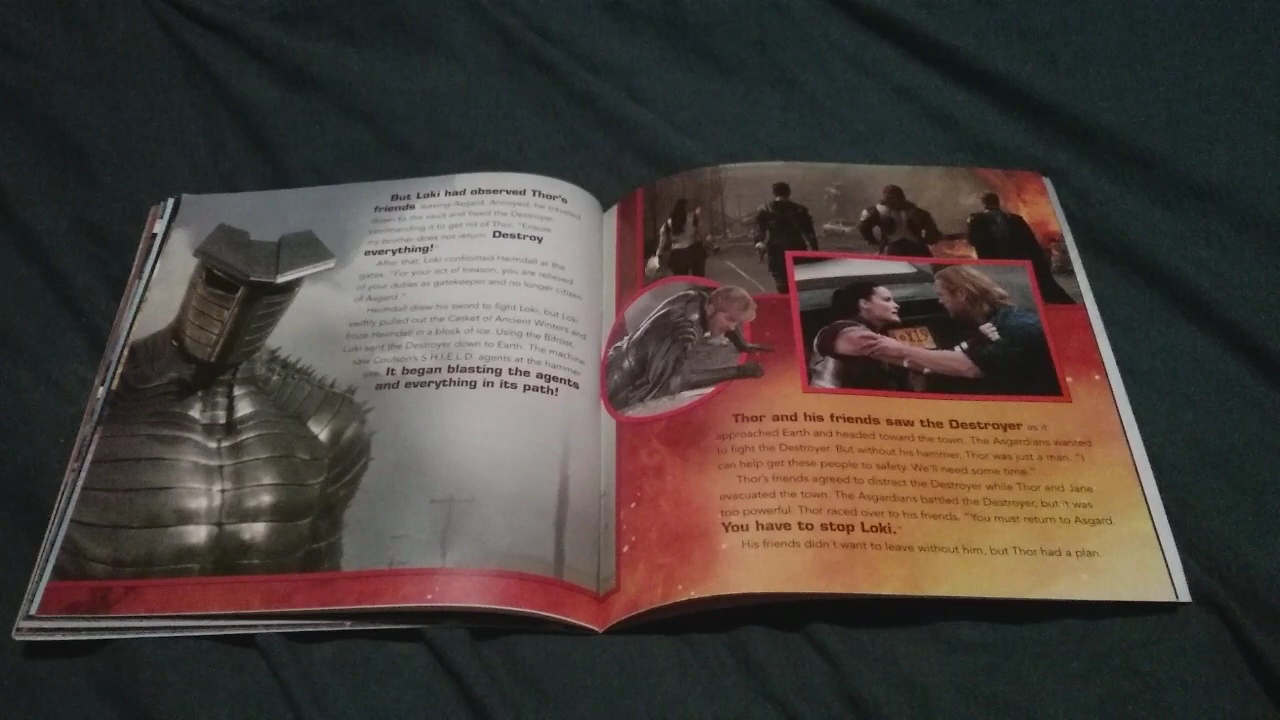 But Loki had observed Thor's
friends leaving Asgard. Annoyed, he traveled
down to the vault and freed the Destroyer,
commanding it to get rid of Thor. "Ensure
my brother does not return. Destroy
everything!"
After that, Loki confronted Heimdall at the
gates. "For your act of treason, you are relieved
of your duties as gatekeeper and no longer citizen
of Asgard."
Heimdall drew his sword to fight Loki, but Loki
swiftly pulled out the Casket of Ancient Winters and
froze Heimdall in a block of ice. Using the Bifrost,
Loki sent the Destroyer down to Earth. The machine
saw Coulson's S.H.I.E.L.D. agents at the hammer
site. It began blasting the agents
and everything in its path!
Thor and his friends saw the Destroyer as it
approached Earth and headed toward the town. The Asgardians wanted
to fight the Destroyer. But without his hammer, Thor was just a man. "I
can help get these people to safety. We'll need some time."
Thor's friends agreed to distract the Destroyer while Thor and Jane
evacuated the town. The Asgardians battled the Destroyer, but it was
too powerful. Thor raced over to his friends. "You must return to Asgard.
You have to stop Loki."
His friends didn't want to leave without him, but Thor had a plan.